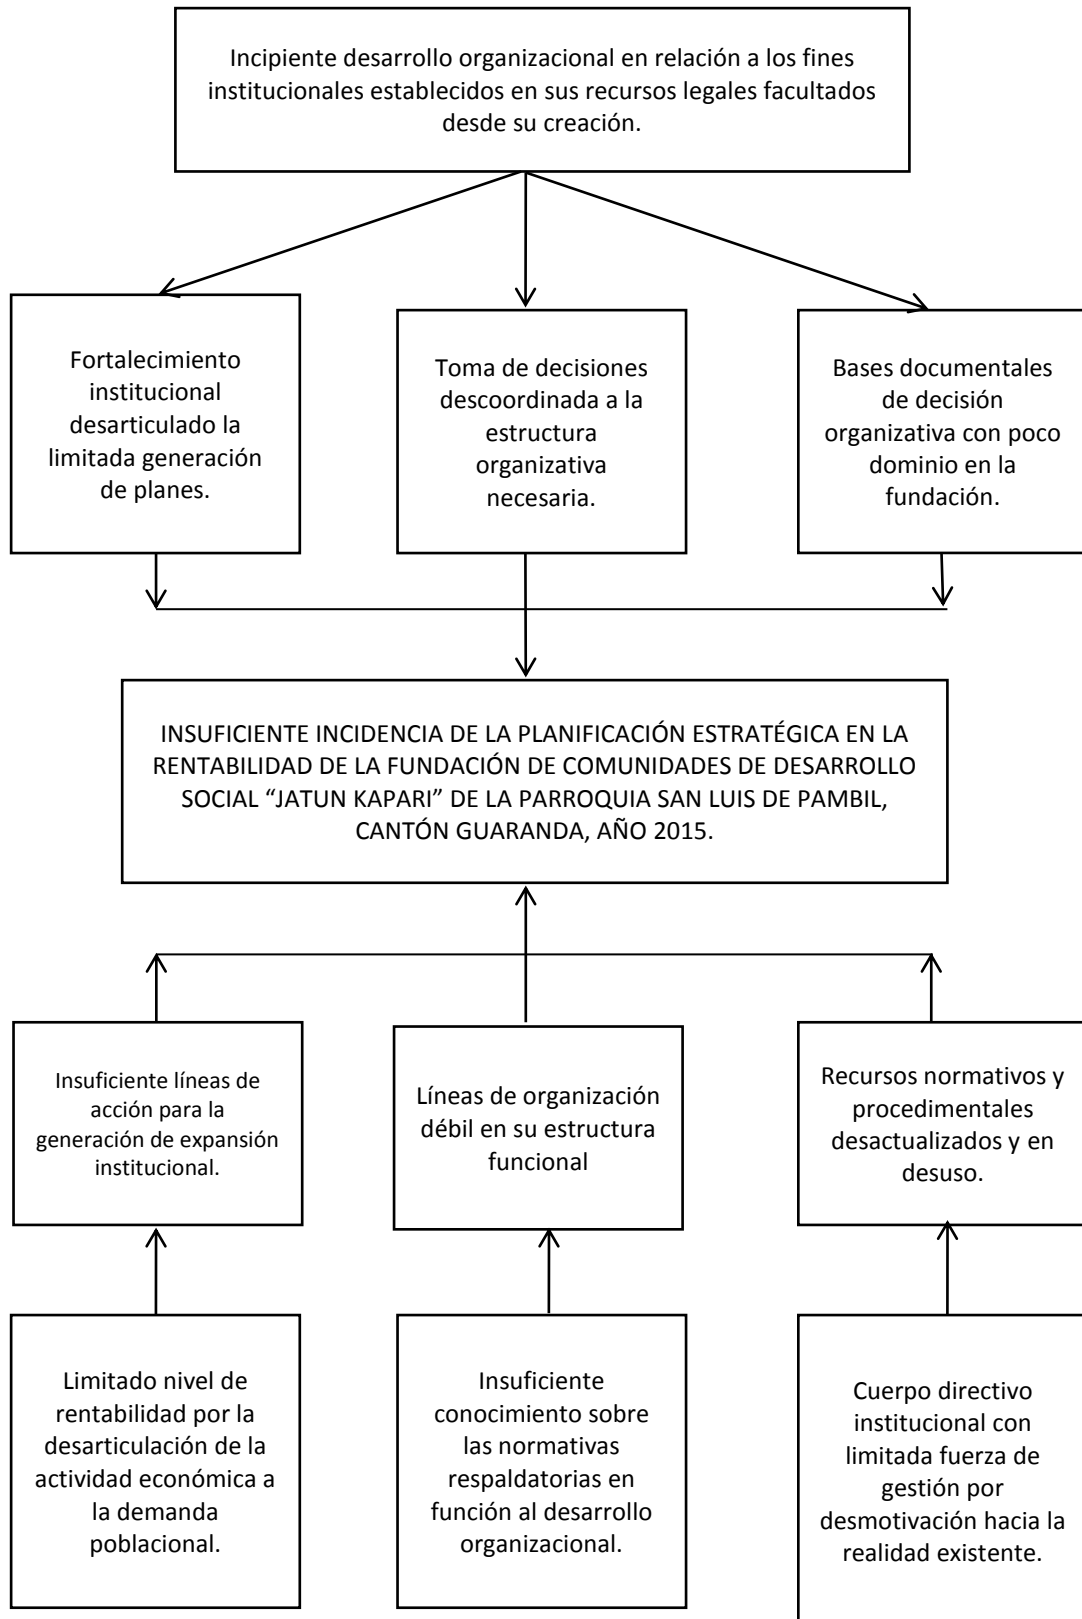 Incipiente desarrollo organizacional en relación a los fines
institucionales establecidos en sus recursos legales facultados
desde su creación.
Fortalecimiento
institucional
desarticulado la
limitada generación
de planes.
Toma de decisiones
descoordinada a la
estructura
organizativa
necesaria.
Bases documentales
de decisión
organizativa con poco
dominio en la
fundación.
INSUFICIENTE INCIDENCIA DE LA PLANIFICACIÓN ESTRATÉGICA EN LA
RENTABILIDAD DE LA FUNDACIÓN DE COMUNIDADES DE DESARROLLO
SOCIAL “JATUN KAPARI” DE LA PARROQUIA SAN LUIS DE PAMBIL,
CANTÓN GUARANDA, AÑO 2015.
Insuficiente líneas de
acción para la
generación de expansión
institucional.
Líneas de organización
débil en su estructura
funcional
Recursos normativos y
procedimentales
desactualizados y en
desuso.
Limitado nivel de
rentabilidad por la
desarticulación de la
actividad económica a
la demanda
poblacional.
Insuficiente
conocimiento sobre
las normativas
respaldatorias en
función al desarrollo
organizacional.
Cuerpo directivo
institucional con
limitada fuerza de
gestión por
desmotivación hacia la
realidad existente.